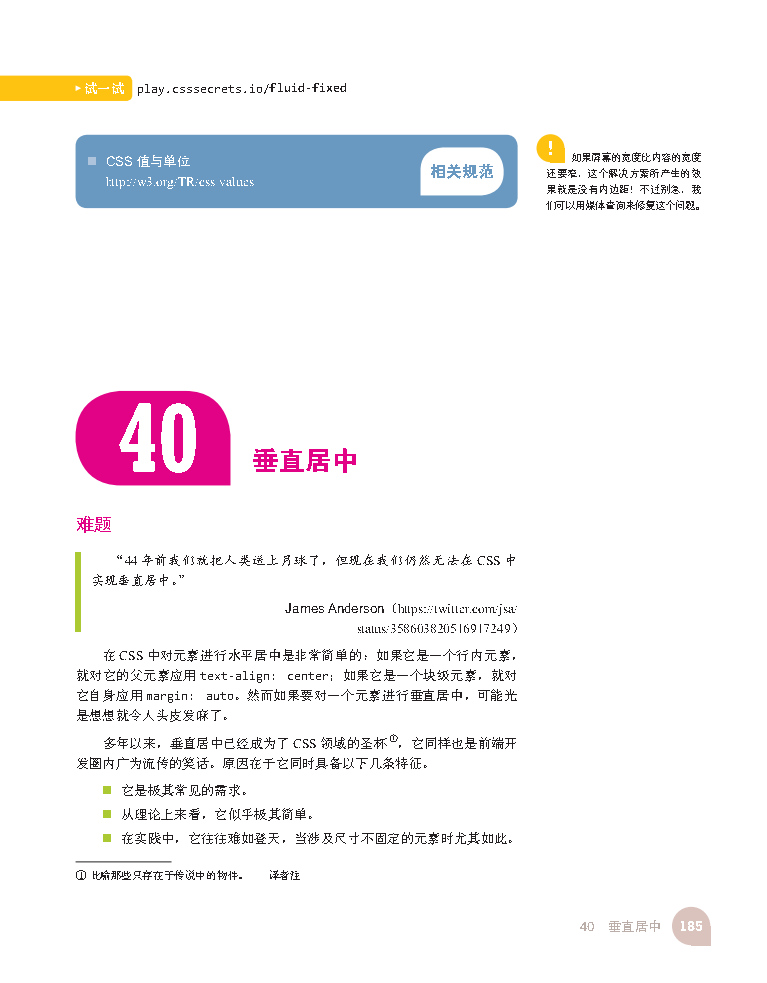 ▶试一试 play.csssecrets.io/fluid-fixed
■ CSS 值与单位
http://w3.org/TR/css-values
相关规范
!
如果屏幕的宽度比内容的宽度
还要窄，这个解决方案所产生的效
果就是没有内边距！不过别急，我
们可以用媒体查询来修复这个问题。
40
垂直居中
难题
“44 年前我们就把人类送上月球了，但现在我们仍然无法在 CSS 中
实现垂直居中。”
James Anderson（https://twitter.com/jsa/
status/358603820516917249）
在 CSS 中对元素进行水平居中是非常简单的：如果它是一个行内元素，
就对它的父元素应用 text-align: center；如果它是一个块级元素，就对
它自身应用 margin: auto。然而如果要对一个元素进行垂直居中，可能光
是想想就令人头皮发麻了。
多年以来，垂直居中已经成为了 CSS 领域的圣杯①，它同样也是前端开
发圈内广为流传的笑话。原因在于它同时具备以下几条特征。
■ 它是极其常见的需求。
■ 从理论上来看，它似乎极其简单。
■ 在实践中，它往往难如登天，当涉及尺寸不固定的元素时尤其如此。
① 比喻那些只存在于传说中的物件。 译者注
40 垂直居中 185